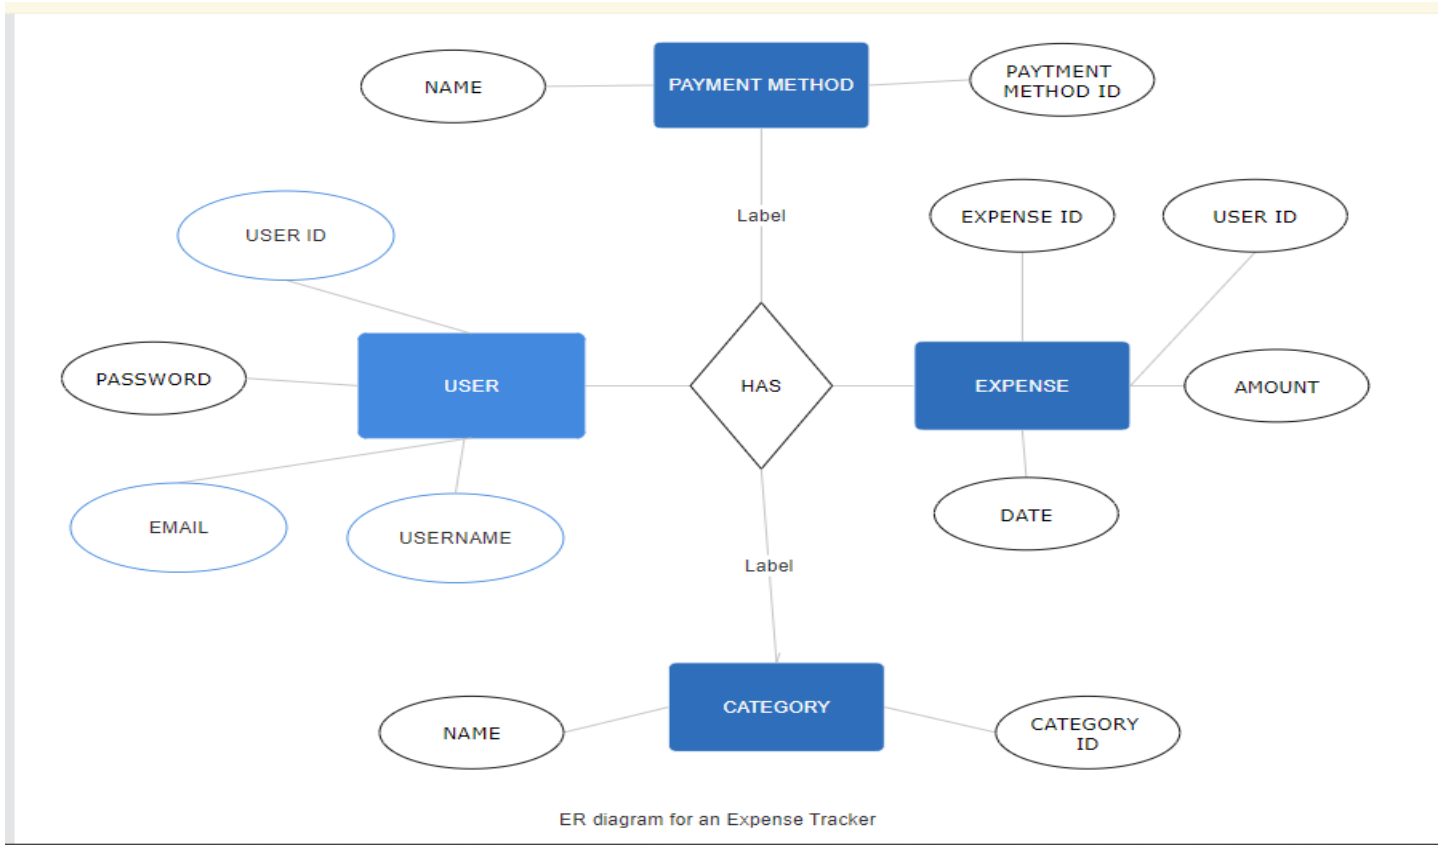 NAME
PAYMENT METHOD
PAYTMENT
METHOD ID
Label
EXPENSE ID
USER ID
USER ID
PASSWORD
USER
HAS
EXPENSE
AMOUNT
EMAIL
USERNAME
DATE
Label
NAME
CATEGORY
CATEGORY
ID
ER diagram for an Expense Tracker